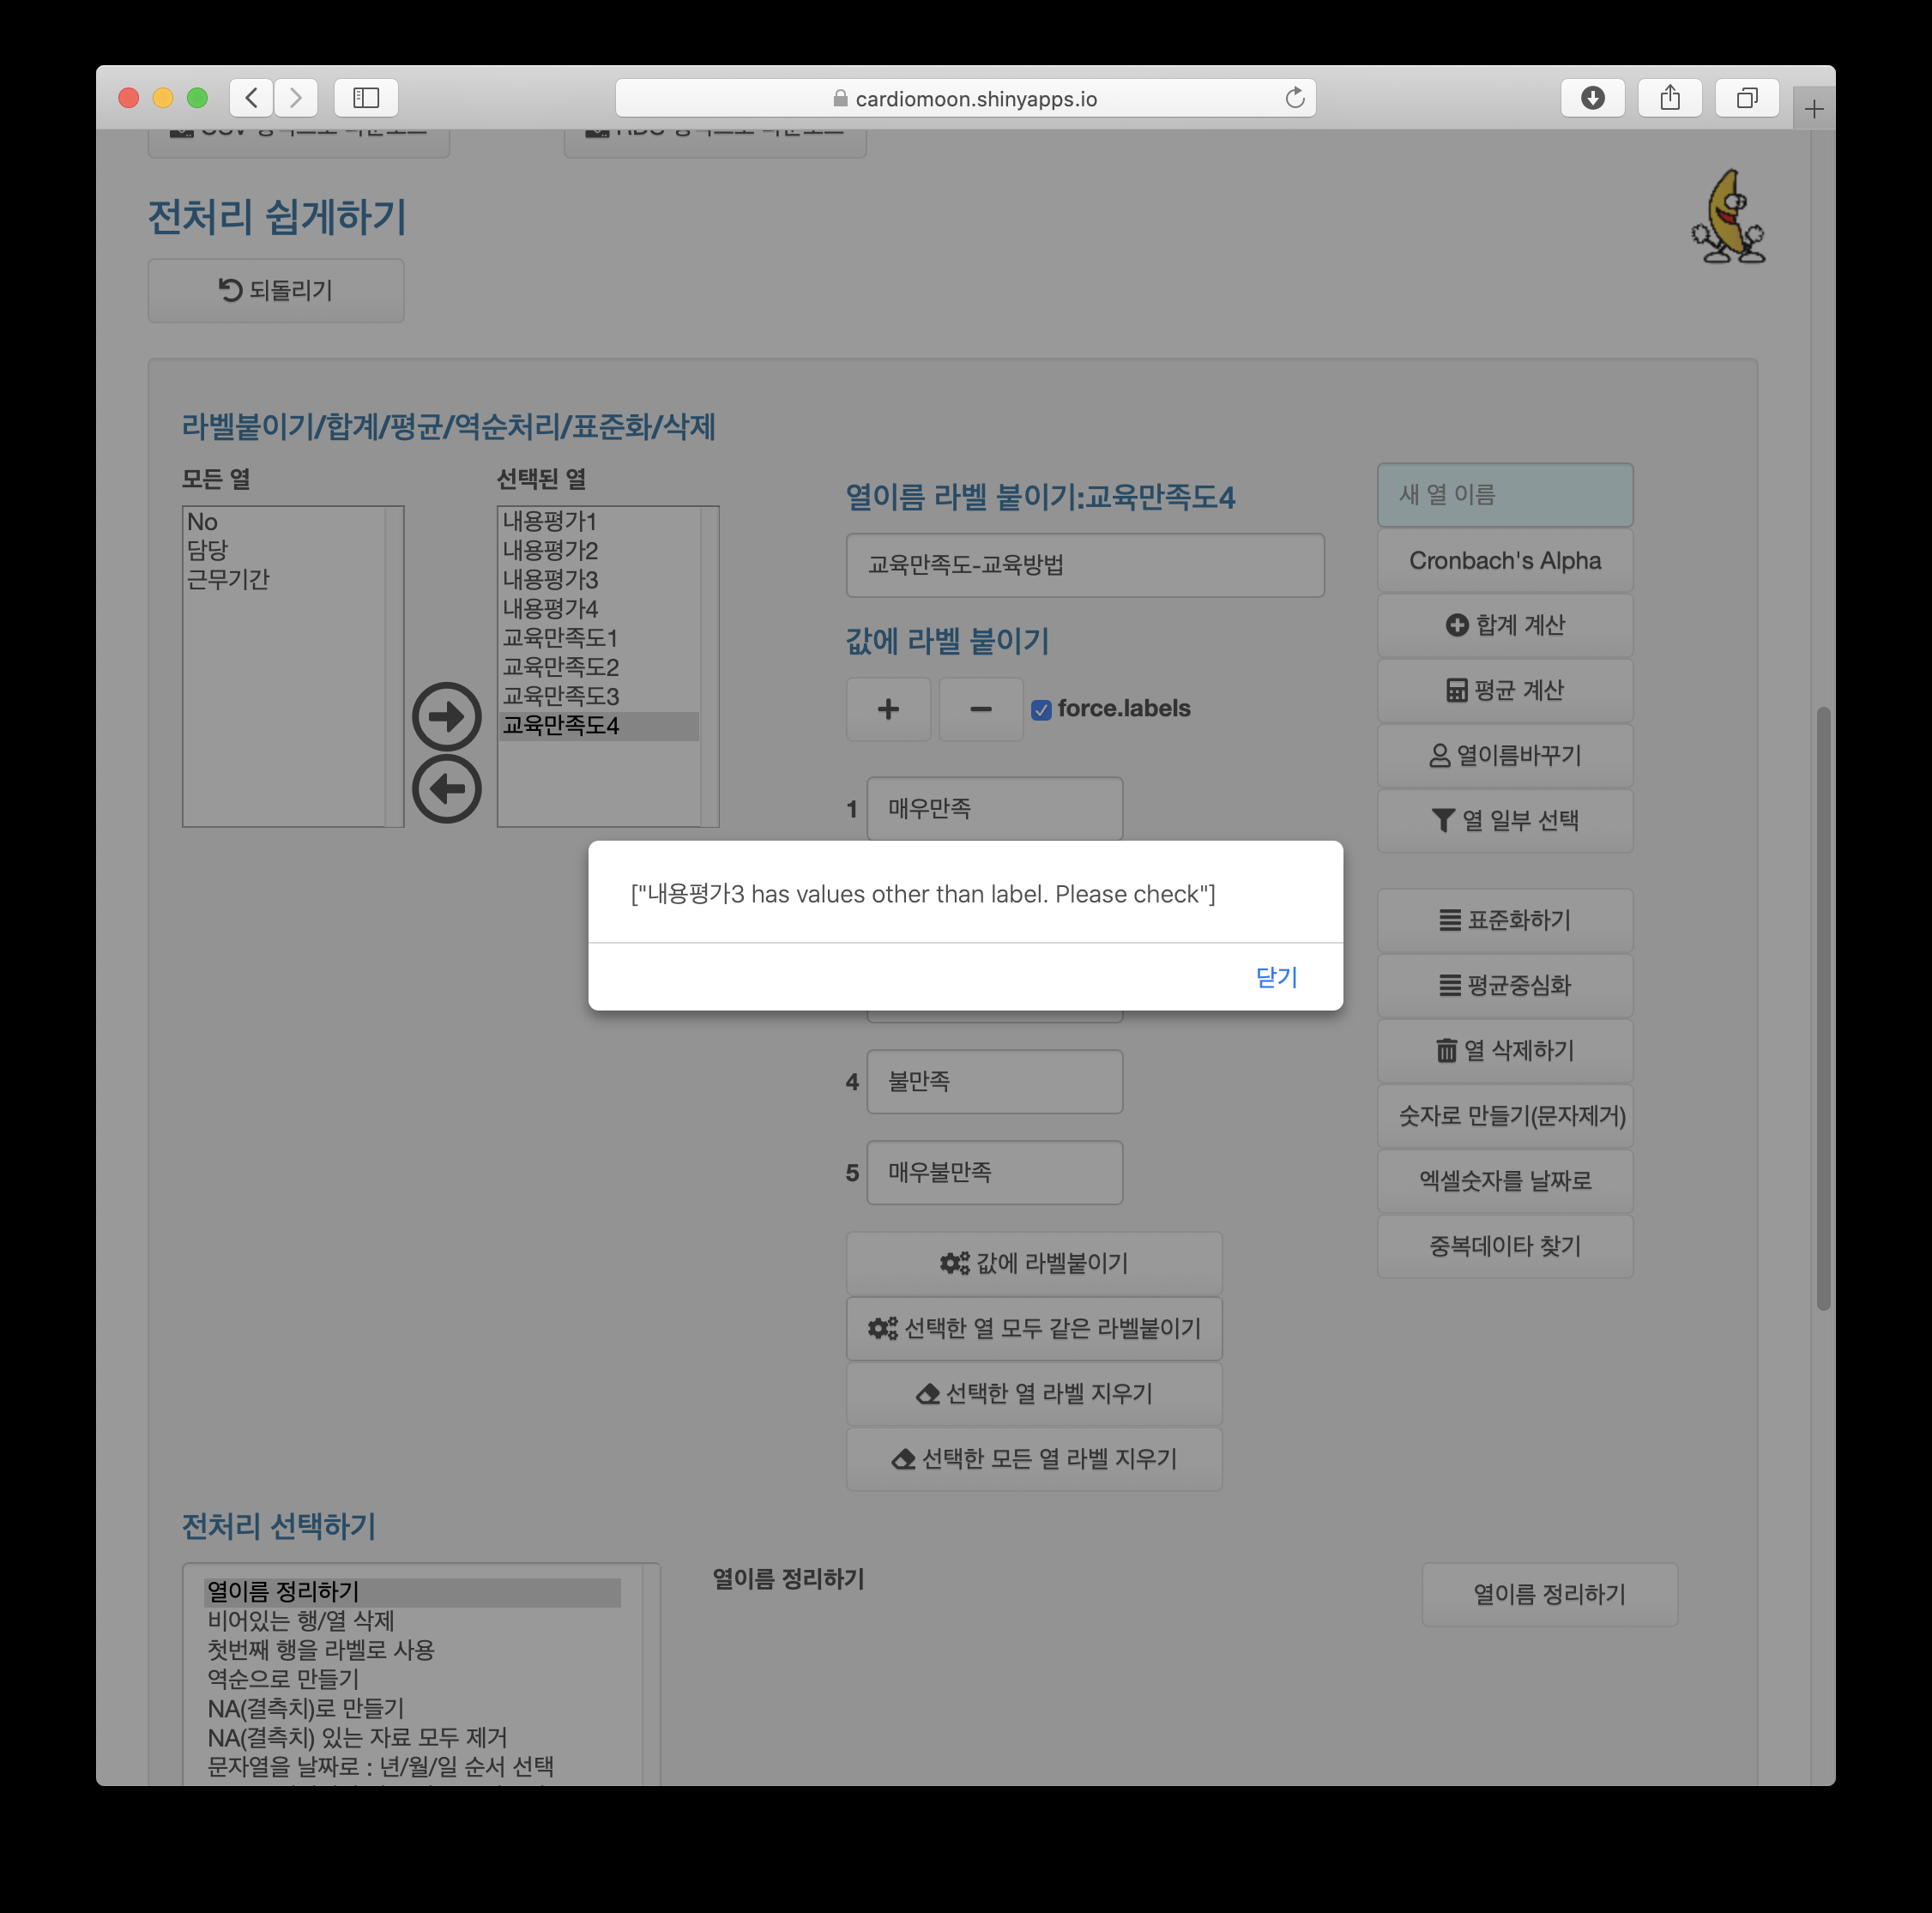 cardiomoon.shinyapps.io
전처리 쉽게하기
되돌리기
라벨붙이기/합계/평균/역순처리/표준화/삭제
모든 열
No
담당
근무기간
선택된 열
내용평가1
내용평가2
내용평가3
내용평가4
교육만족도1
교육만족도2
교육만족도3
교육만족도4
열이름 라벨 붙이기:교육만족도4
교육만족도-교육방법
값에 라벨 붙이기
+ − force.labels
1 매우만족
["내용평가3 has values other than label. Please check"]
닫기
4 불만족
5 매우불만족
값에 라벨붙이기
선택한 열 모두 같은 라벨붙이기
선택한 열 라벨 지우기
선택한 모든 열 라벨 지우기
새 열 이름
Cronbach's Alpha
합계 계산
평균 계산
열이름바꾸기
열 일부 선택
표준화하기
평균중심화
열 삭제하기
숫자로 만들기(문자제거)
엑셀숫자를 날짜로
중복데이타 찾기
전처리 선택하기
열이름 정리하기
비어있는 행/열 삭제
첫번째 행을 라벨로 사용
역순으로 만들기
NA(결측치)로 만들기
NA(결측치) 있는 자료 모두 제거
문자열을 날짜로 : 년/월/일 순서 선택
열이름 정리하기
열이름 정리하기